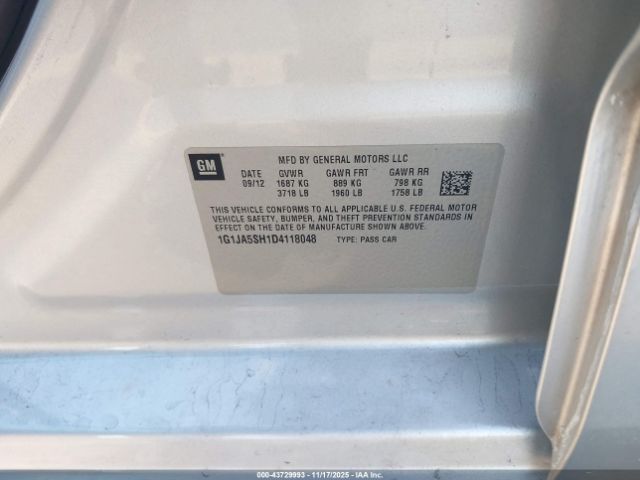 GM
MFD BY GENERAL MOTORS LLC
DATE GVWR GAWR FRT GAWR RR
09/12 1687 KG 889 KG 798 KG
3718 LB 1960 LB 1758 LB
THIS VEHICLE CONFORMS TO ALL APPLICABLE U.S. FEDERAL MOTOR
VEHICLE SAFETY, BUMPER, AND THEFT PREVENTION STANDARDS IN
EFFECT ON THE DATE OF MANUFACTURE SHOWN ABOVE.
1G1JA5SH1D4118048 TYPE: PASS CAR
000-43729993 - 11/17/2025 - IAAI.COM